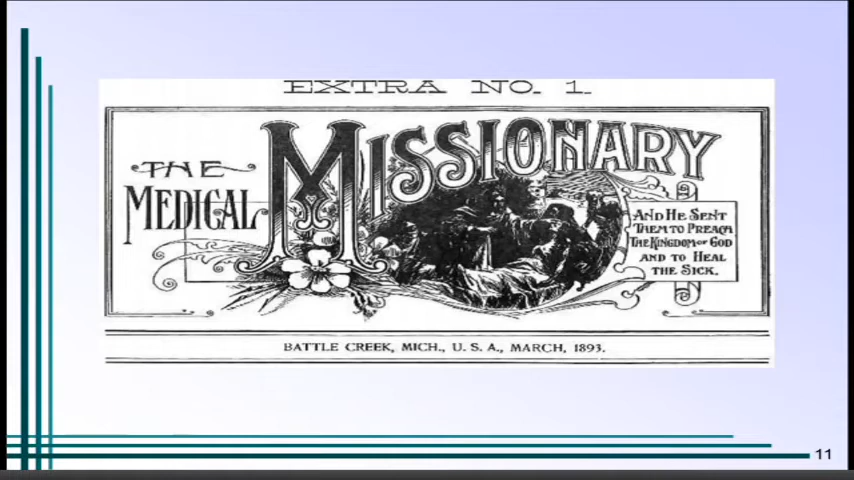 EXTRA NO. 1.
THE
MEDICAL
MISSIONARY
AND HE SENT
THEM TO PREACH
THE KINGDOM OF GOD
AND TO HEAL
THE SICK.
BATTLE CREEK, MICH., U. S. A., MARCH, 1893.
11